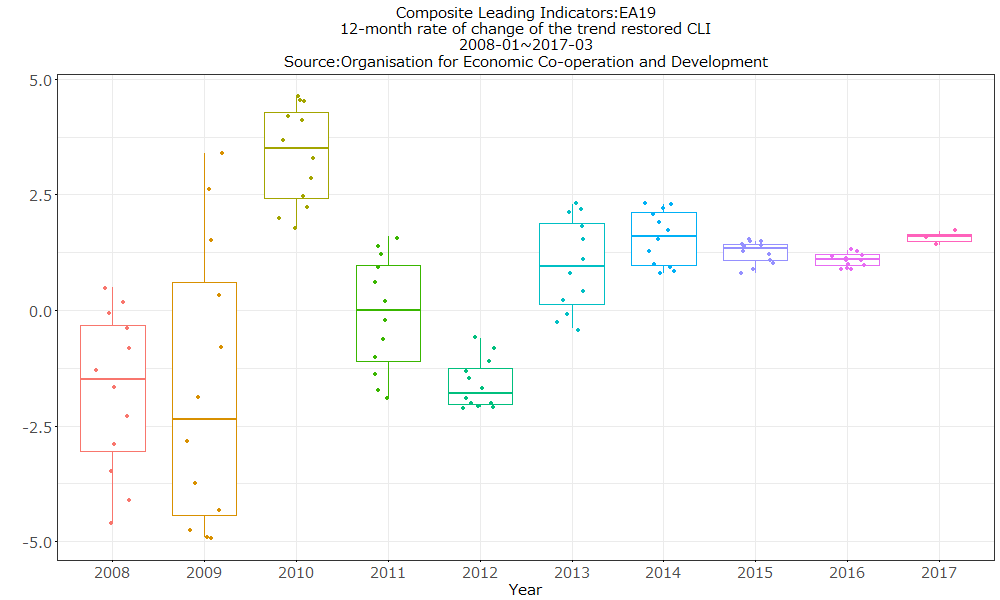 Composite Leading Indicators:EA19
12-month rate of change of the trend restored CLI
2008-01~2017-03
Source:Organisation for Economic Co-operation and Development
5.0
2.5
0.0
-2.5
-5.0
2008 2009 2010 2011 2012 2013 2014 2015 2016 2017
Year